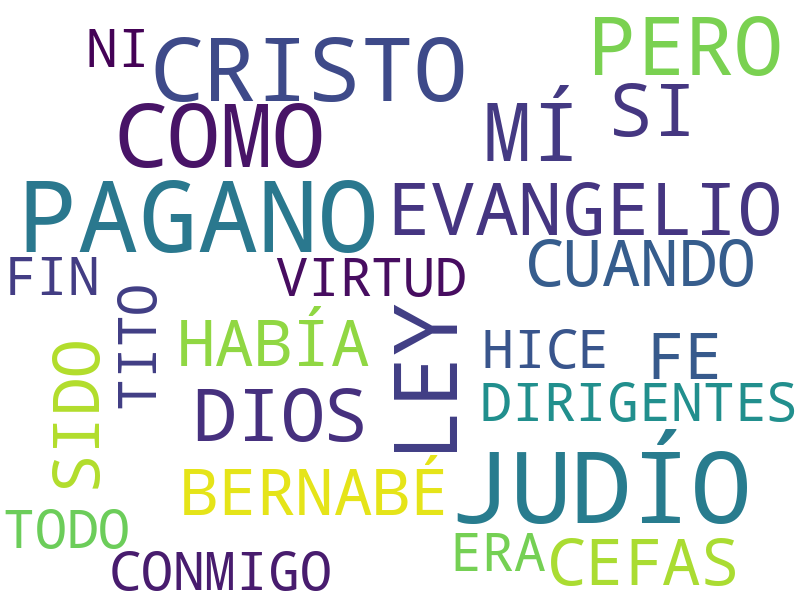 NI CRISTO PERO
COMO MÍ SI
PAGANO EVANGELIO
CUANDO
FIN VIRTUD
TITO HABÍA LEY HICE FE
SIDO DIOS DIRIGENTES
BERNABÉ JUDÍO
TODO ERA CEFAS
CONMIGO